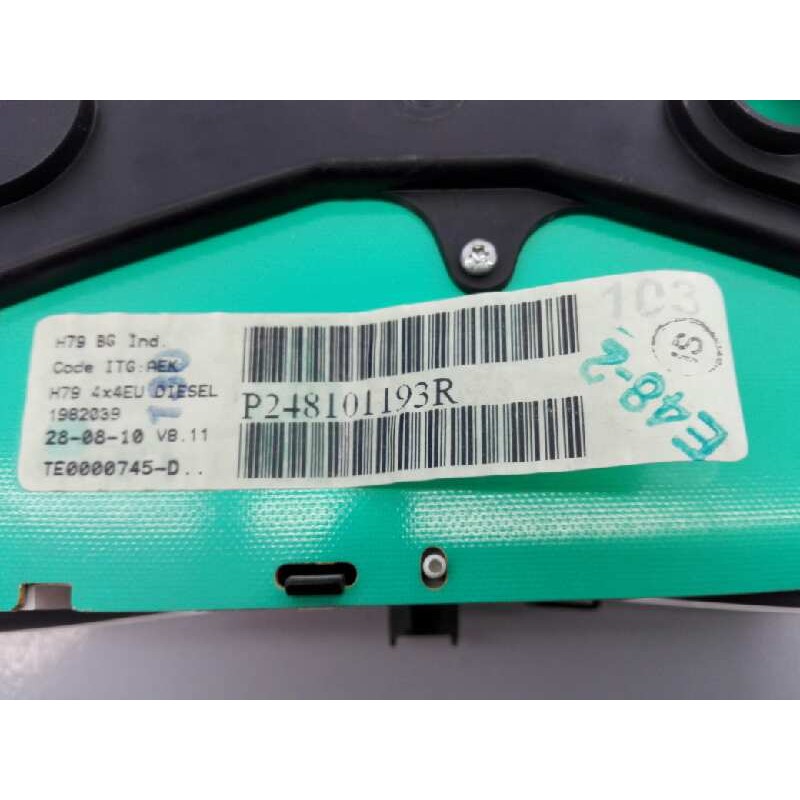 H79 BG Ind.
Code ITG:AEK
H79 4x4EU DIESEL
1982039
28-08-10 V8.11
TE0000745-D..
P248101193R
103
IS
E48-2